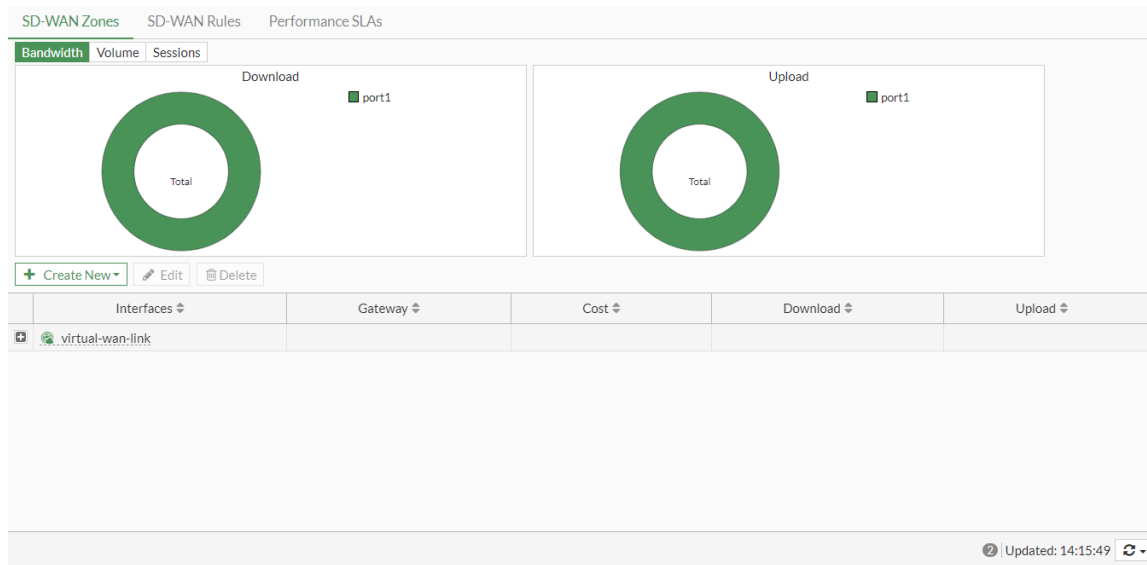 SD-WAN Zones SD-WAN Rules Performance SLAs
Bandwidth Volume Sessions
Download
port1
Total
Upload
port1
Total
Create New Edit Delete
Interfaces Gateway Cost Download Upload
virtual-wan-link
2 Updated: 14:15:49